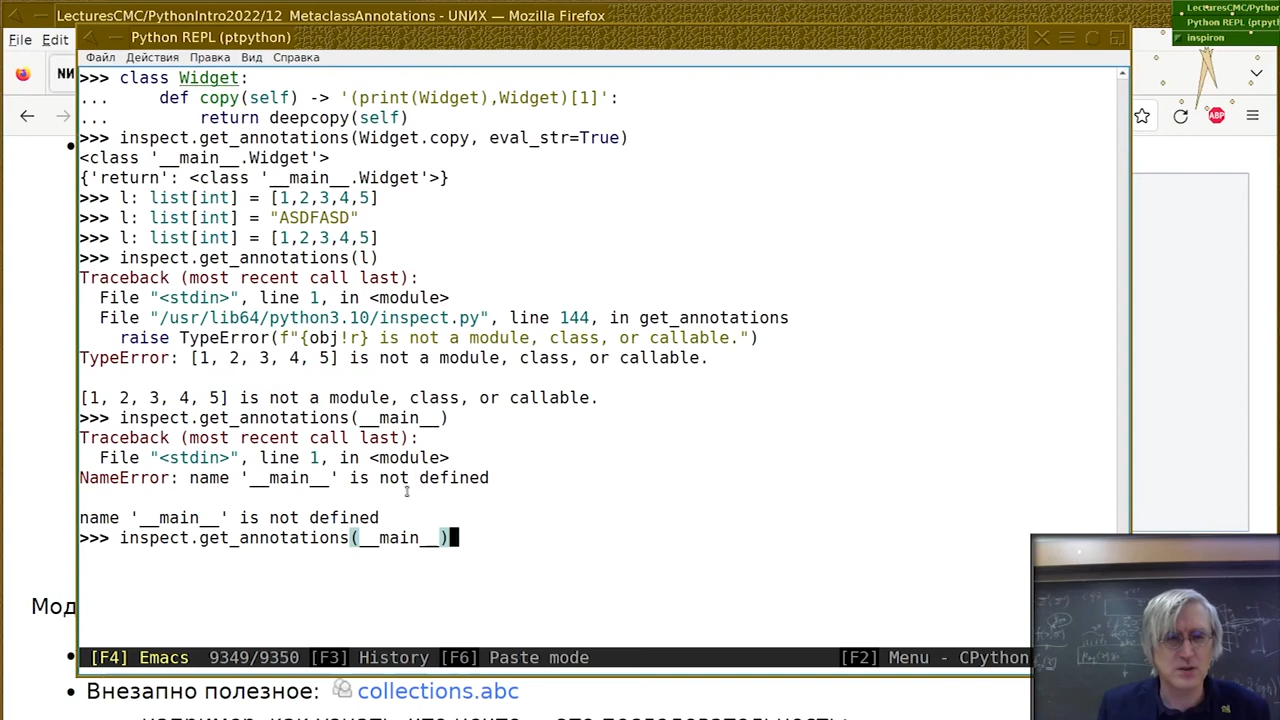 LecturesCMC/PythonIntro2022/12_MetaclassAnnotations - UNИX — Mozilla Firefox
LecturesCMC/Python
Python REPL (ptpy
inspiron
File Edit
Python REPL (ptpython)
Файл Действия Правка Вид Справка
>>> class Widget:
...     def copy(self) -> '(print(Widget),Widget)[1]':
...         return deepcopy(self)
>>> inspect.get_annotations(Widget.copy, eval_str=True)
<class '__main__.Widget'>
{'return': <class '__main__.Widget'>}
>>> l: list[int] = [1,2,3,4,5]
>>> l: list[int] = "ASDFASD"
>>> l: list[int] = [1,2,3,4,5]
>>> inspect.get_annotations(l)
Traceback (most recent call last):
  File "<stdin>", line 1, in <module>
  File "/usr/lib64/python3.10/inspect.py", line 144, in get_annotations
    raise TypeError(f"{obj!r} is not a module, class, or callable.")
TypeError: [1, 2, 3, 4, 5] is not a module, class, or callable.
[1, 2, 3, 4, 5] is not a module, class, or callable.
>>> inspect.get_annotations(__main__)
Traceback (most recent call last):
  File "<stdin>", line 1, in <module>
NameError: name '__main__' is not defined
name '__main__' is not defined
>>> inspect.get_annotations(__main__)
[F4] Emacs 9349/9350 [F3] History [F6] Paste mode [F2] Menu - CPython
ABP
Мод
Внезапно полезное: collections.abc